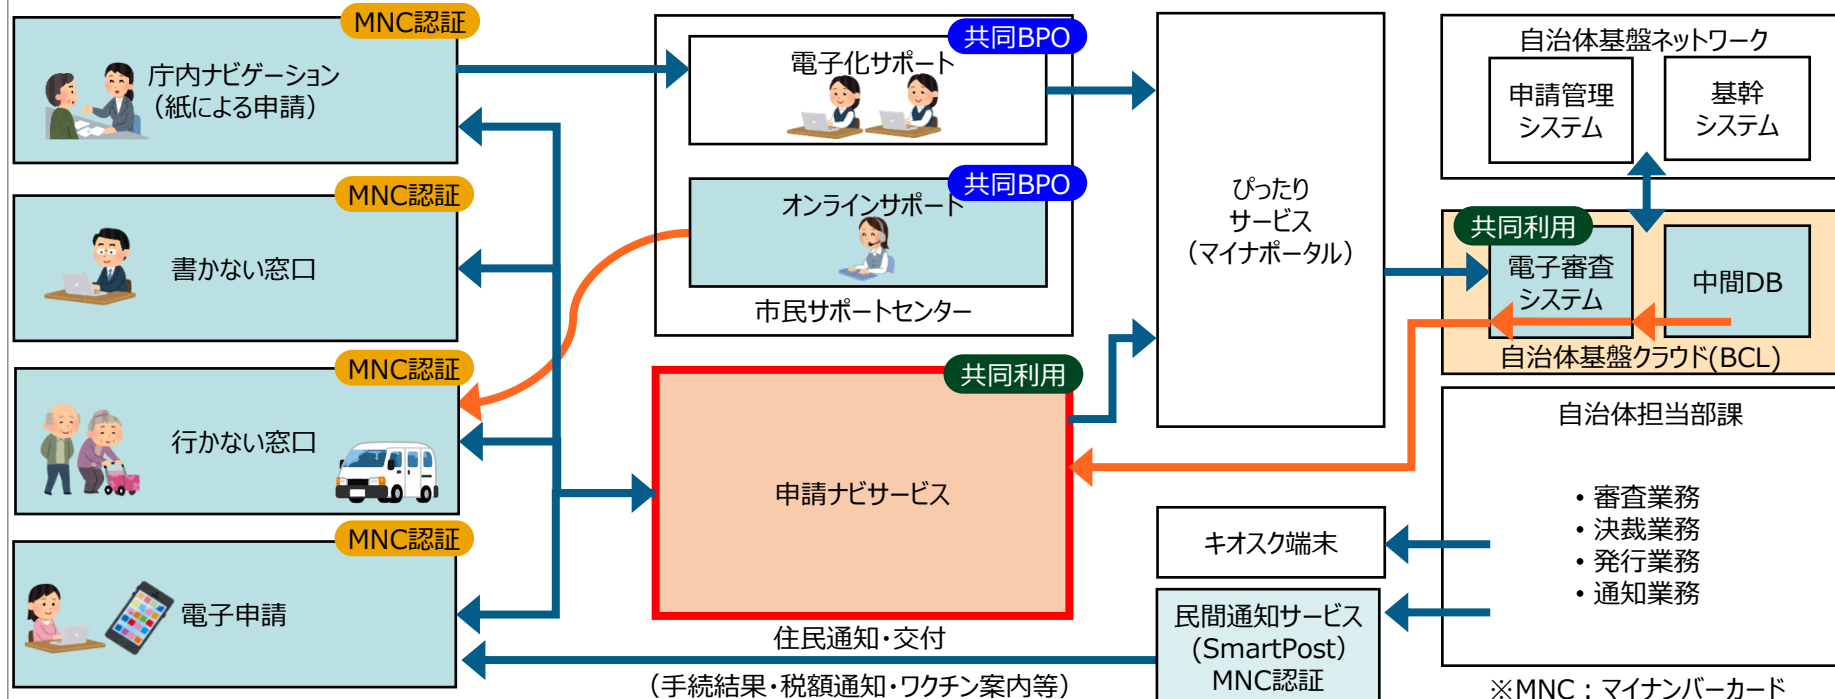 MNC認証
庁内ナビゲーション
（紙による申請）
MNC認証
書かない窓口
MNC認証
行かない窓口
MNC認証
電子申請
共同BPO
電子化サポート
共同BPO
オンラインサポート
市民サポートセンター
共同利用
申請ナビサービス
住民通知・交付
（手続結果・税額通知・ワクチン案内等）
ぴったり
サービス
（マイナポータル）
キオスク端末
民間通知サービス
（SmartPost）
MNC認証
自治体基盤ネットワーク
申請管理
システム
基幹
システム
共同利用
電子審査
システム
中間DB
自治体基盤クラウド(BCL)
自治体担当部課
・審査業務
・決裁業務
・発行業務
・通知業務
※MNC：マイナンバーカード